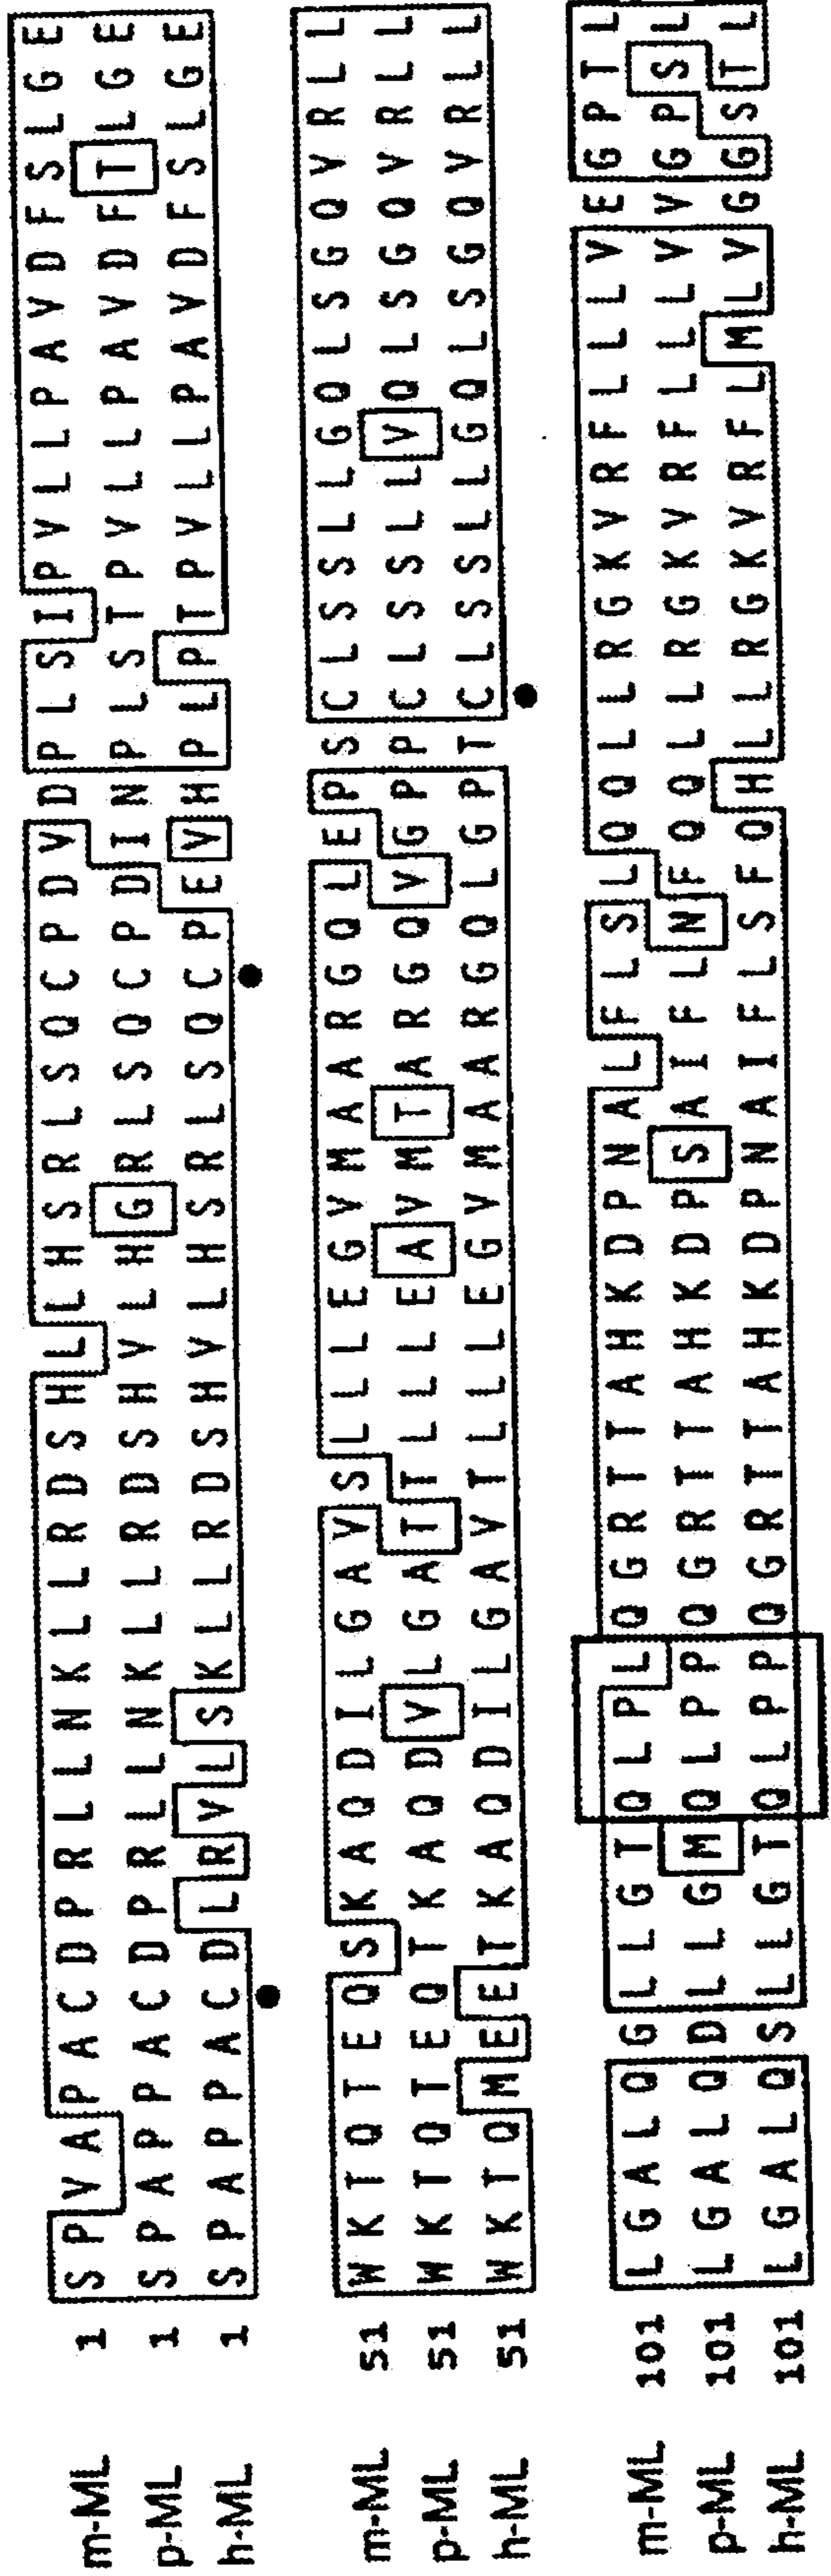 m-ML 1 S P V A P A C D P R L L N K L L R D S H L L H S R L S Q C P D V D P L S I P V L L P A V D F S L G E
p-ML 1 S P A P P A C D P R L L N K L L R D S H V L H G R L S Q C P D I N P L S T P V L L P A V D F T L G E
h-ML 1 S P A P P A C D L R V L S K L L R D S H V L H S R L S Q C P E V H P L P T P V L L P A V D F S L G E
m-ML 51 W K T Q T E Q S K A Q D I L G A V S L L L E G V M A A R G Q L E P S C L S S L L G Q L S G Q V R L L
p-ML 51 W K T Q T E Q T K A Q D V L G A T T L L L E A V M T A R G Q V G P P C L S S L L V Q L S G Q V R L L
h-ML 51 W K T Q M E E T K A Q D I L G A V T L L L E G V M A A R G Q L G P T C L S S L L G Q L S G Q V R L L
m-ML 101 L G A L Q G L L G T Q L P L Q G R T T A H K D P N A L F L S L Q Q L L R G K V R F L L L V E G P T L
p-ML 101 L G A L Q D L L G M Q L P P Q G R T T A H K D P S A I F L N F Q Q L L R G K V R F L L L V V G P S L
h-ML 101 L G A L Q S L L G T Q L P P Q G R T T A H K D P N A I F L S F Q H L L R G K V R F L M L V G G S T L